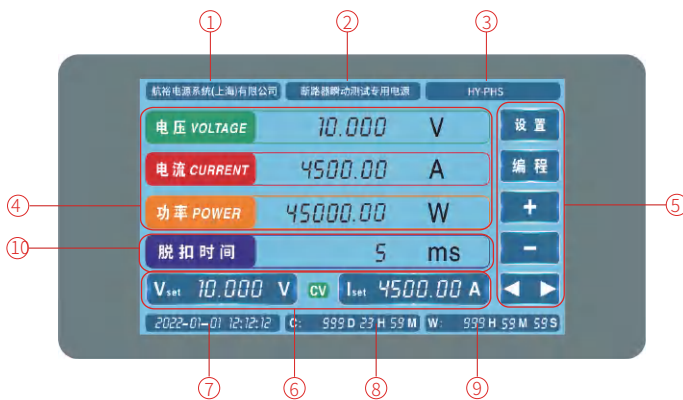 ① ② ③
航裕电源系统(上海)有限公司 断路器瞬动测试专用电源 HY-PHS
电压 VOLTAGE 10.000 V 设置
电流 CURRENT 4500.00 A 编程
④ 功率 POWER 45000.00 W + ⑤
⑩ 脱扣时间 5 ms −
Vset 10.000 V CV Iset 4500.00 A ◀ ▶
2022-01-01 12:12:12 C: 999 D 23 H 59 M W: 999 H 59 M 59 S
⑦ ⑥ ⑧ ⑨